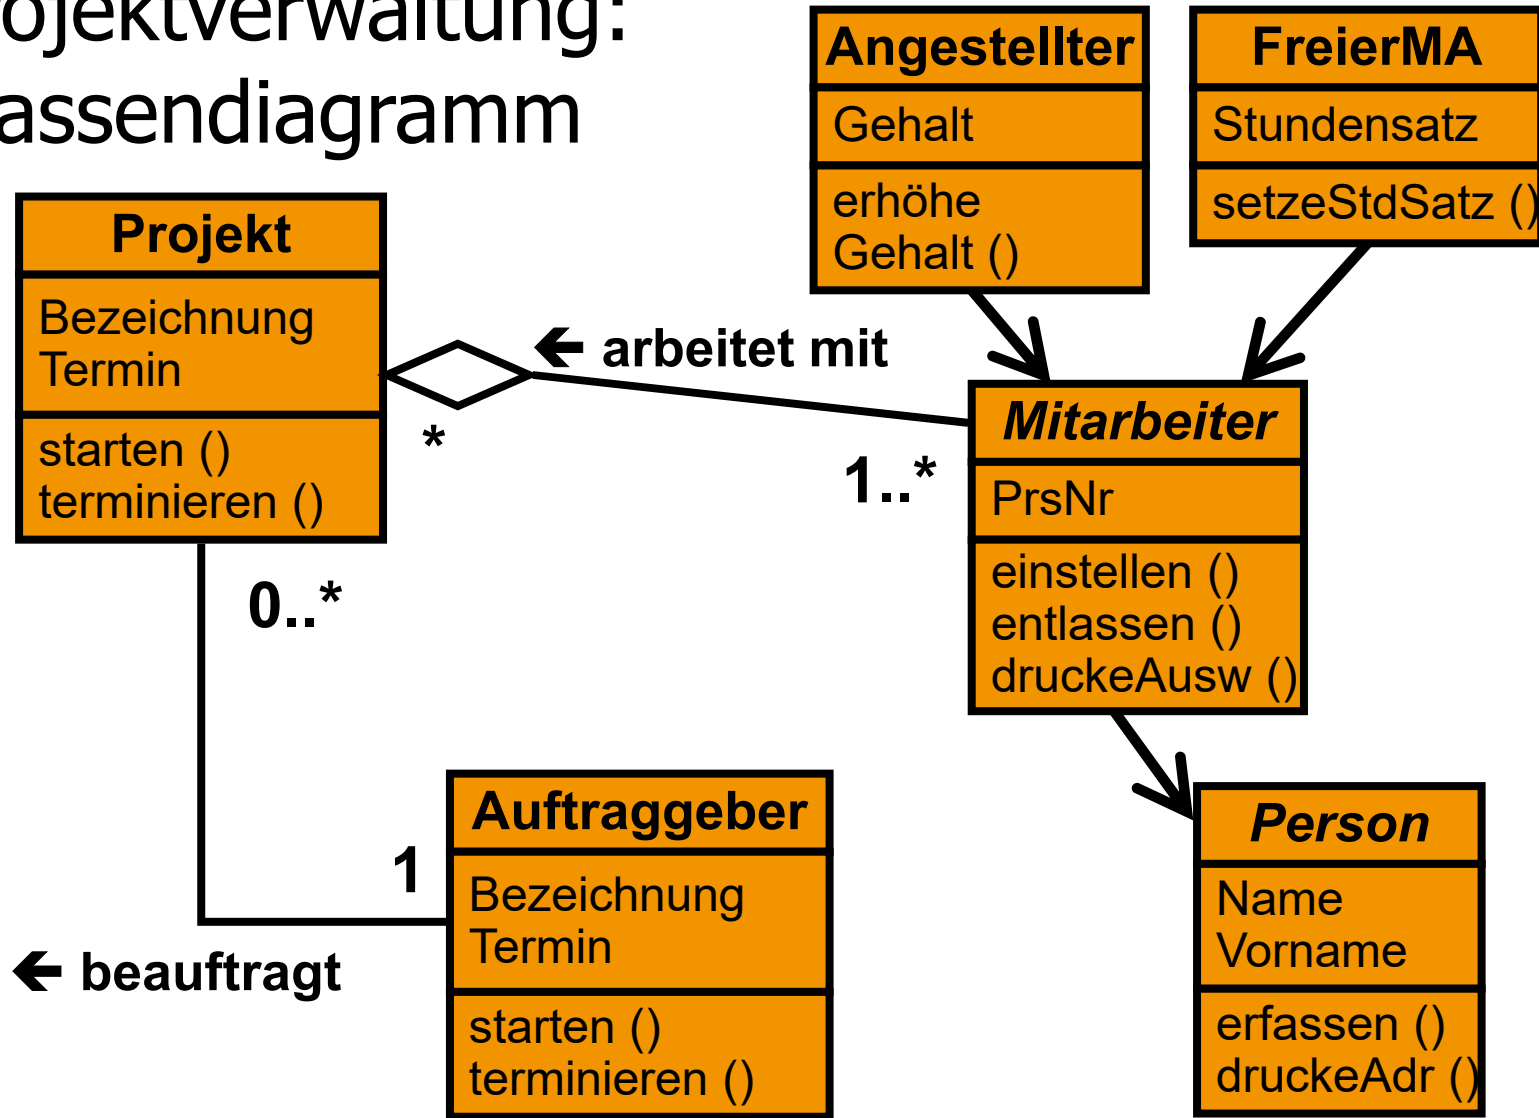 rojektverwaltung:
assendiagramm
Angestellter
Gehalt
erhöhe
Gehalt ()
FreierMA
Stundensatz
setzeStdSatz ()
Projekt
Bezeichnung
Termin
starten ()
terminieren ()
🡸 arbeitet mit
*
1..*
Mitarbeiter
PrsNr
einstellen ()
entlassen ()
druckeAusw ()
0..*
1
🡸 beauftragt
Auftraggeber
Bezeichnung
Termin
starten ()
terminieren ()
Person
Name
Vorname
erfassen ()
druckeAdr ()